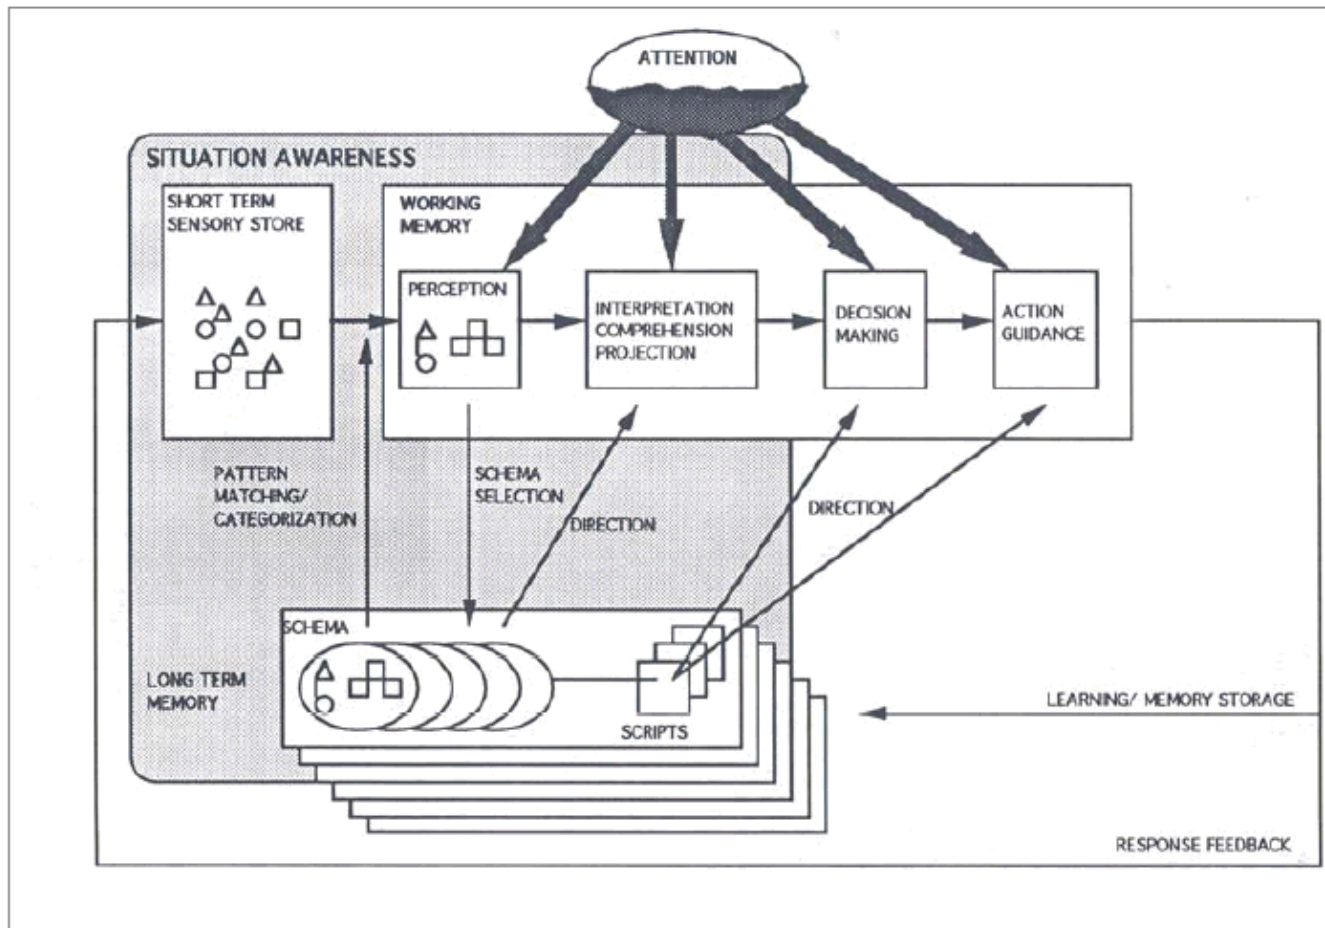 ATTENTION
SITUATION AWARENESS
SHORT TERM
SENSORY STORE
WORKING
MEMORY
PERCEPTION
INTERPRETATION
COMPREHENSION
PROJECTION
DECISION
MAKING
ACTION
GUIDANCE
PATTERN
MATCHING/
CATEGORIZATION
SCHEMA
SELECTION
DIRECTION
DIRECTION
SCHEMA
LONG TERM
MEMORY
SCRIPTS
LEARNING/ MEMORY STORAGE
RESPONSE FEEDBACK